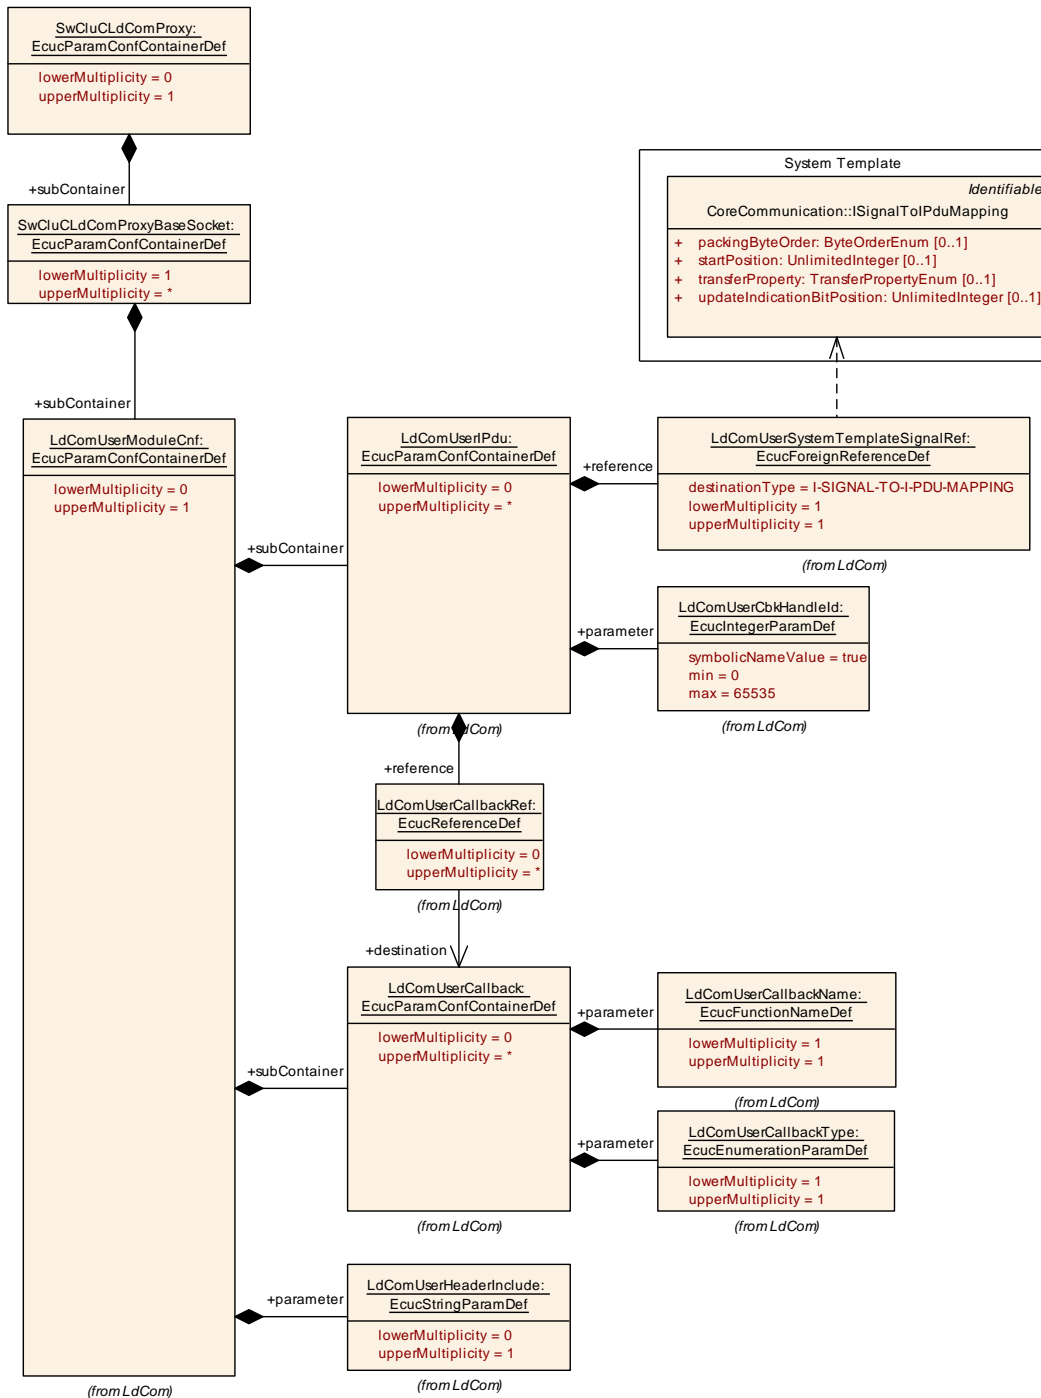 SwCluCLdComProxy:
EcucParamConfContainerDef
lowerMultiplicity = 0
upperMultiplicity = 1
+subContainer
SwCluCLdComProxyBaseSocket:
EcucParamConfContainerDef
lowerMultiplicity = 1
upperMultiplicity = *
+subContainer
System Template
Identifiable
CoreCommunication::ISignalToIPduMapping
+ packingByteOrder: ByteOrderEnum [0..1]
+ startPosition: UnlimitedInteger [0..1]
+ transferProperty: TransferPropertyEnum [0..1]
+ updateIndicationBitPosition: UnlimitedInteger [0..1]
LdComUserModuleCnf:
EcucParamConfContainerDef
lowerMultiplicity = 0
upperMultiplicity = 1
(from LdCom)
+subContainer
LdComUserIPdu:
EcucParamConfContainerDef
lowerMultiplicity = 0
upperMultiplicity = *
(from LdCom)
+reference
LdComUserSystemTemplateSignalRef:
EcucForeignReferenceDef
destinationType = I-SIGNAL-TO-I-PDU-MAPPING
lowerMultiplicity = 1
upperMultiplicity = 1
(from LdCom)
+parameter
LdComUserCbkHandleId:
EcucIntegerParamDef
symbolicNameValue = true
min = 0
max = 65535
(from LdCom)
+reference
LdComUserCallbackRef:
EcucReferenceDef
lowerMultiplicity = 0
upperMultiplicity = *
(from LdCom)
+destination
+subContainer
LdComUserCallback:
EcucParamConfContainerDef
lowerMultiplicity = 0
upperMultiplicity = *
(from LdCom)
+parameter
LdComUserCallbackName:
EcucFunctionNameDef
lowerMultiplicity = 1
upperMultiplicity = 1
(from LdCom)
+parameter
LdComUserCallbackType:
EcucEnumerationParamDef
lowerMultiplicity = 1
upperMultiplicity = 1
(from LdCom)
+parameter
LdComUserHeaderInclude:
EcucStringParamDef
lowerMultiplicity = 0
upperMultiplicity = 1
(from LdCom)